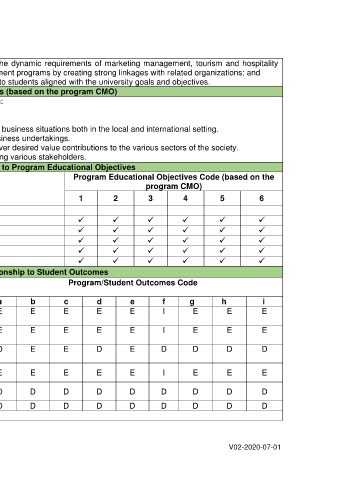 he dynamic requirements of marketing management, tourism and hospitality
ment programs by creating strong linkages with related organizations; and
to students aligned with the university goals and objectives.
s (based on the program CMO)
:
business situations both in the local and international setting.
siness undertakings.
ver desired value contributions to the various sectors of the society.
ng various stakeholders.
to Program Educational Objectives
Program Educational Objectives Code (based on the
program CMO)
1 2 3 4 5 6
✓ ✓ ✓ ✓ ✓ ✓
✓ ✓ ✓ ✓ ✓ ✓
✓ ✓ ✓ ✓ ✓ ✓
✓ ✓ ✓ ✓ ✓ ✓
✓ ✓ ✓ ✓ ✓ ✓
onship to Student Outcomes
Program/Student Outcomes Code
a b c d e f g h i
E E E E E I E E E
E E E E E I E E E
D E E D E D D D D
E E E E E I E E E
D D D D D D D D D
D D D D D D D D D
V02-2020-07-01